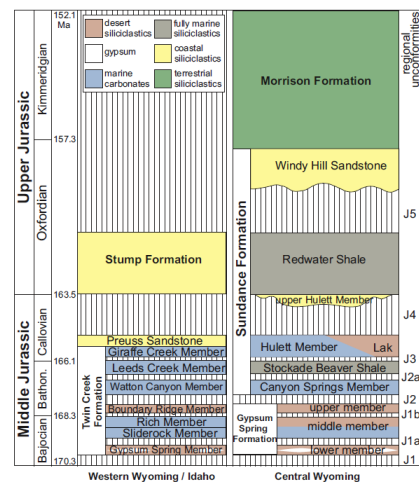 152.1
Ma
desert
siliciclastics
fully marine
siliciclastics
gypsum
coastal
siliciclastics
marine
carbonates
terrestrial
siliciclastics
regional
unconformities
Morrison Formation
Upper Jurassic
Kimmeridgian
157.3
Windy Hill Sandstone
Oxfordian
J5
Sundance Formation
Stump Formation
Redwater Shale
163.5
upper Hulett Member
J4
Middle Jurassic
Callovian
Preuss Sandstone
Giraffe Creek Member
Hulett Member
Lak
J3
166.1
Leeds Creek Member
Stockade Beaver Shale
J2a
Bathon.
Watton Canyon Member
Canyon Springs Member
J2
Twin Creek
Formation
Boundary Ridge Member
upper member
J1b
168.3
Rich Member
Gypsum
Spring
Formation
middle member
Sliderock Member
J1a
Bajocian
Gypsum Spring Member
lower member
J1
170.3
Western Wyoming / Idaho
Central Wyoming